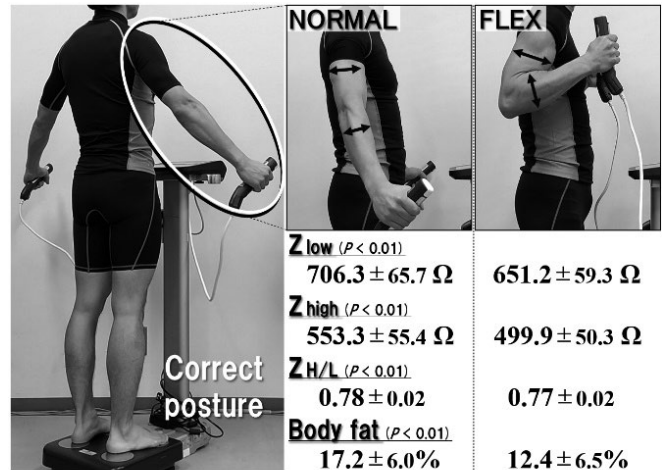 NORMAL
FLEX
Correct
posture
Z low (P < 0.01)
706.3 ± 65.7 Ω 651.2 ± 59.3 Ω
Z high (P < 0.01)
553.3 ± 55.4 Ω 499.9 ± 50.3 Ω
Z H/L (P < 0.01)
0.78 ± 0.02 0.77 ± 0.02
Body fat (P < 0.01)
17.2 ± 6.0% 12.4 ± 6.5%